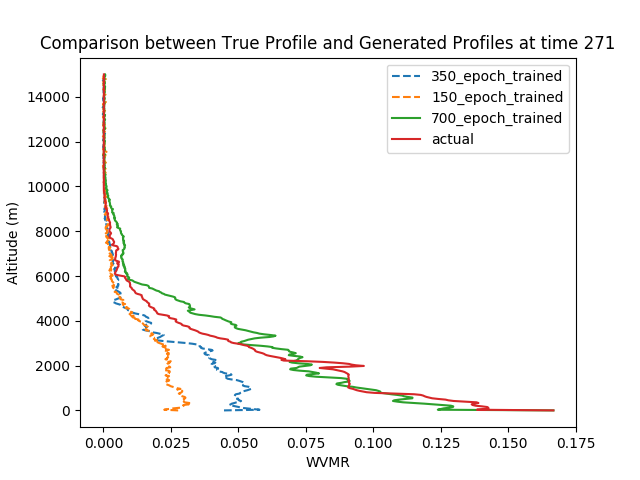 Comparison between True Profile and Generated Profiles at time 271
350_epoch_trained
150_epoch_trained
700_epoch_trained
actual
Altitude (m)
14000
12000
10000
8000
6000
4000
2000
0
0.000 0.025 0.050 0.075 0.100 0.125 0.150 0.175
WVMR